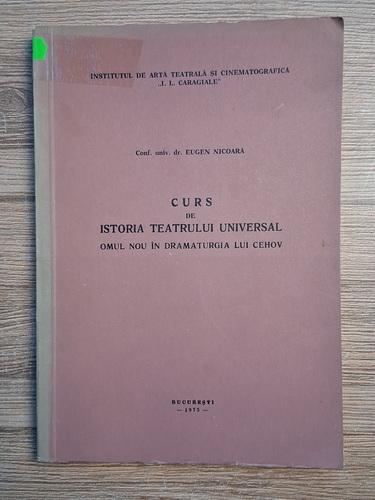 INSTITUTUL DE ARTĂ TEATRALĂ ȘI CINEMATOGRAFICA
„I. L. CARAGIALE”
Conf. univ. dr. EUGEN NICOARĂ
CURS
DE
ISTORIA TEATRULUI UNIVERSAL
OMUL NOU ÎN DRAMATURGIA LUI CEHOV
BUCUREȘTI
— 1975 —